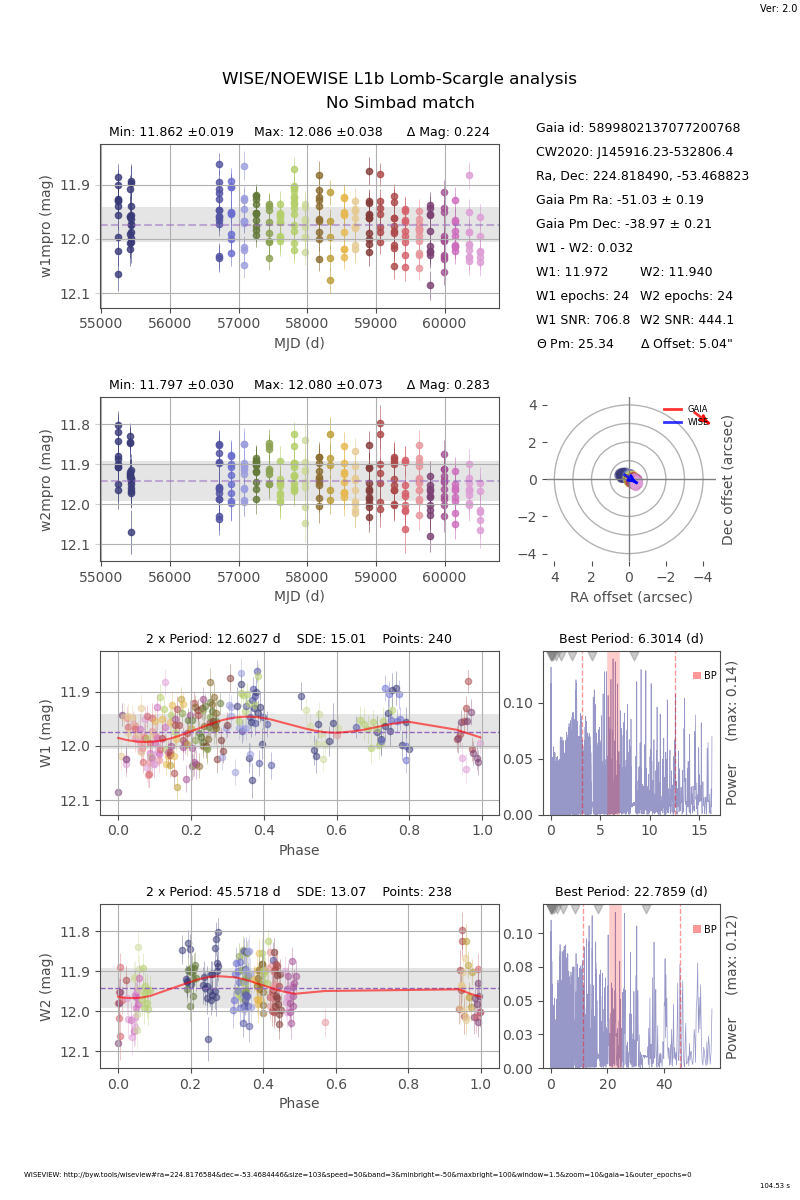 Ver: 2.0
WISE/NOEWISE L1b Lomb-Scargle analysis
No Simbad match
Min: 11.862 ±0.019 Max: 12.086 ±0.038 Δ Mag: 0.224
11.9
12.0
12.1
w1mpro (mag)
55000 56000 57000 58000 59000 60000
MJD (d)
Gaia id: 5899802137077200768
CW2020: J145916.23-532806.4
Ra, Dec: 224.818490, -53.468823
Gaia Pm Ra: -51.03 ± 0.19
Gaia Pm Dec: -38.97 ± 0.21
W1 - W2: 0.032
W1: 11.972 W2: 11.940
W1 epochs: 24 W2 epochs: 24
W1 SNR: 706.8 W2 SNR: 444.1
Θ Pm: 25.34 Δ Offset: 5.04"
Min: 11.797 ±0.030 Max: 12.080 ±0.073 Δ Mag: 0.283
11.8
11.9
12.0
12.1
w2mpro (mag)
55000 56000 57000 58000 59000 60000
MJD (d)
GAIA
WISE
4
2
0
−2
−4
4 2 0 −2 −4
RA offset (arcsec)
Dec offset (arcsec)
2 x Period: 12.6027 d SDE: 15.01 Points: 240
11.9
12.0
12.1
W1 (mag)
0.0 0.2 0.4 0.6 0.8 1.0
Phase
Best Period: 6.3014 (d)
BP
0.10
0.05
0.00
0 5 10 15
Power (max: 0.14)
2 x Period: 45.5718 d SDE: 13.07 Points: 238
11.8
11.9
12.0
12.1
W2 (mag)
0.0 0.2 0.4 0.6 0.8 1.0
Phase
Best Period: 22.7859 (d)
BP
0.10
0.08
0.05
0.03
0.00
0 20 40
Power (max: 0.12)
WISEVIEW: http://byw.tools/wiseview#ra=224.8176584&dec=-53.4684446&size=103&speed=50&band=3&minbright=-50&maxbright=100&window=1.5&zoom=10&gaia=1&outer_epochs=0
104.53 s